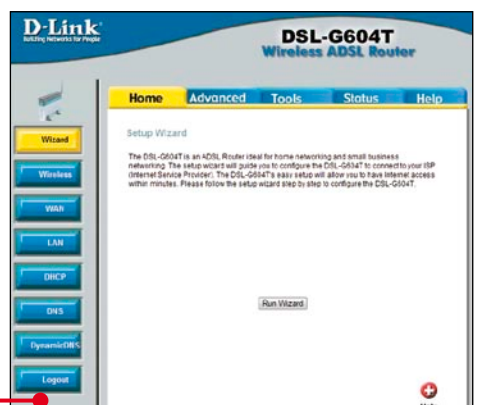 D-Link
Building Networks for People
DSL-G604T
Wireless ADSL Router
Home
Advanced
Tools
Status
Help
Wizard
Wireless
WAN
LAN
DHCP
DNS
DynamicDNS
Logout
Setup Wizard
The DSL-G604T is an ADSL Router ideal for home networking and small business
networking. The setup wizard will guide you to configure the DSL-G604T to connect to your ISP
(Internet Service Provider). The DSL-G604T's easy setup will allow you to have Internet access
within minutes. Please follow the setup wizard step by step to configure the DSL-G604T.
Run Wizard